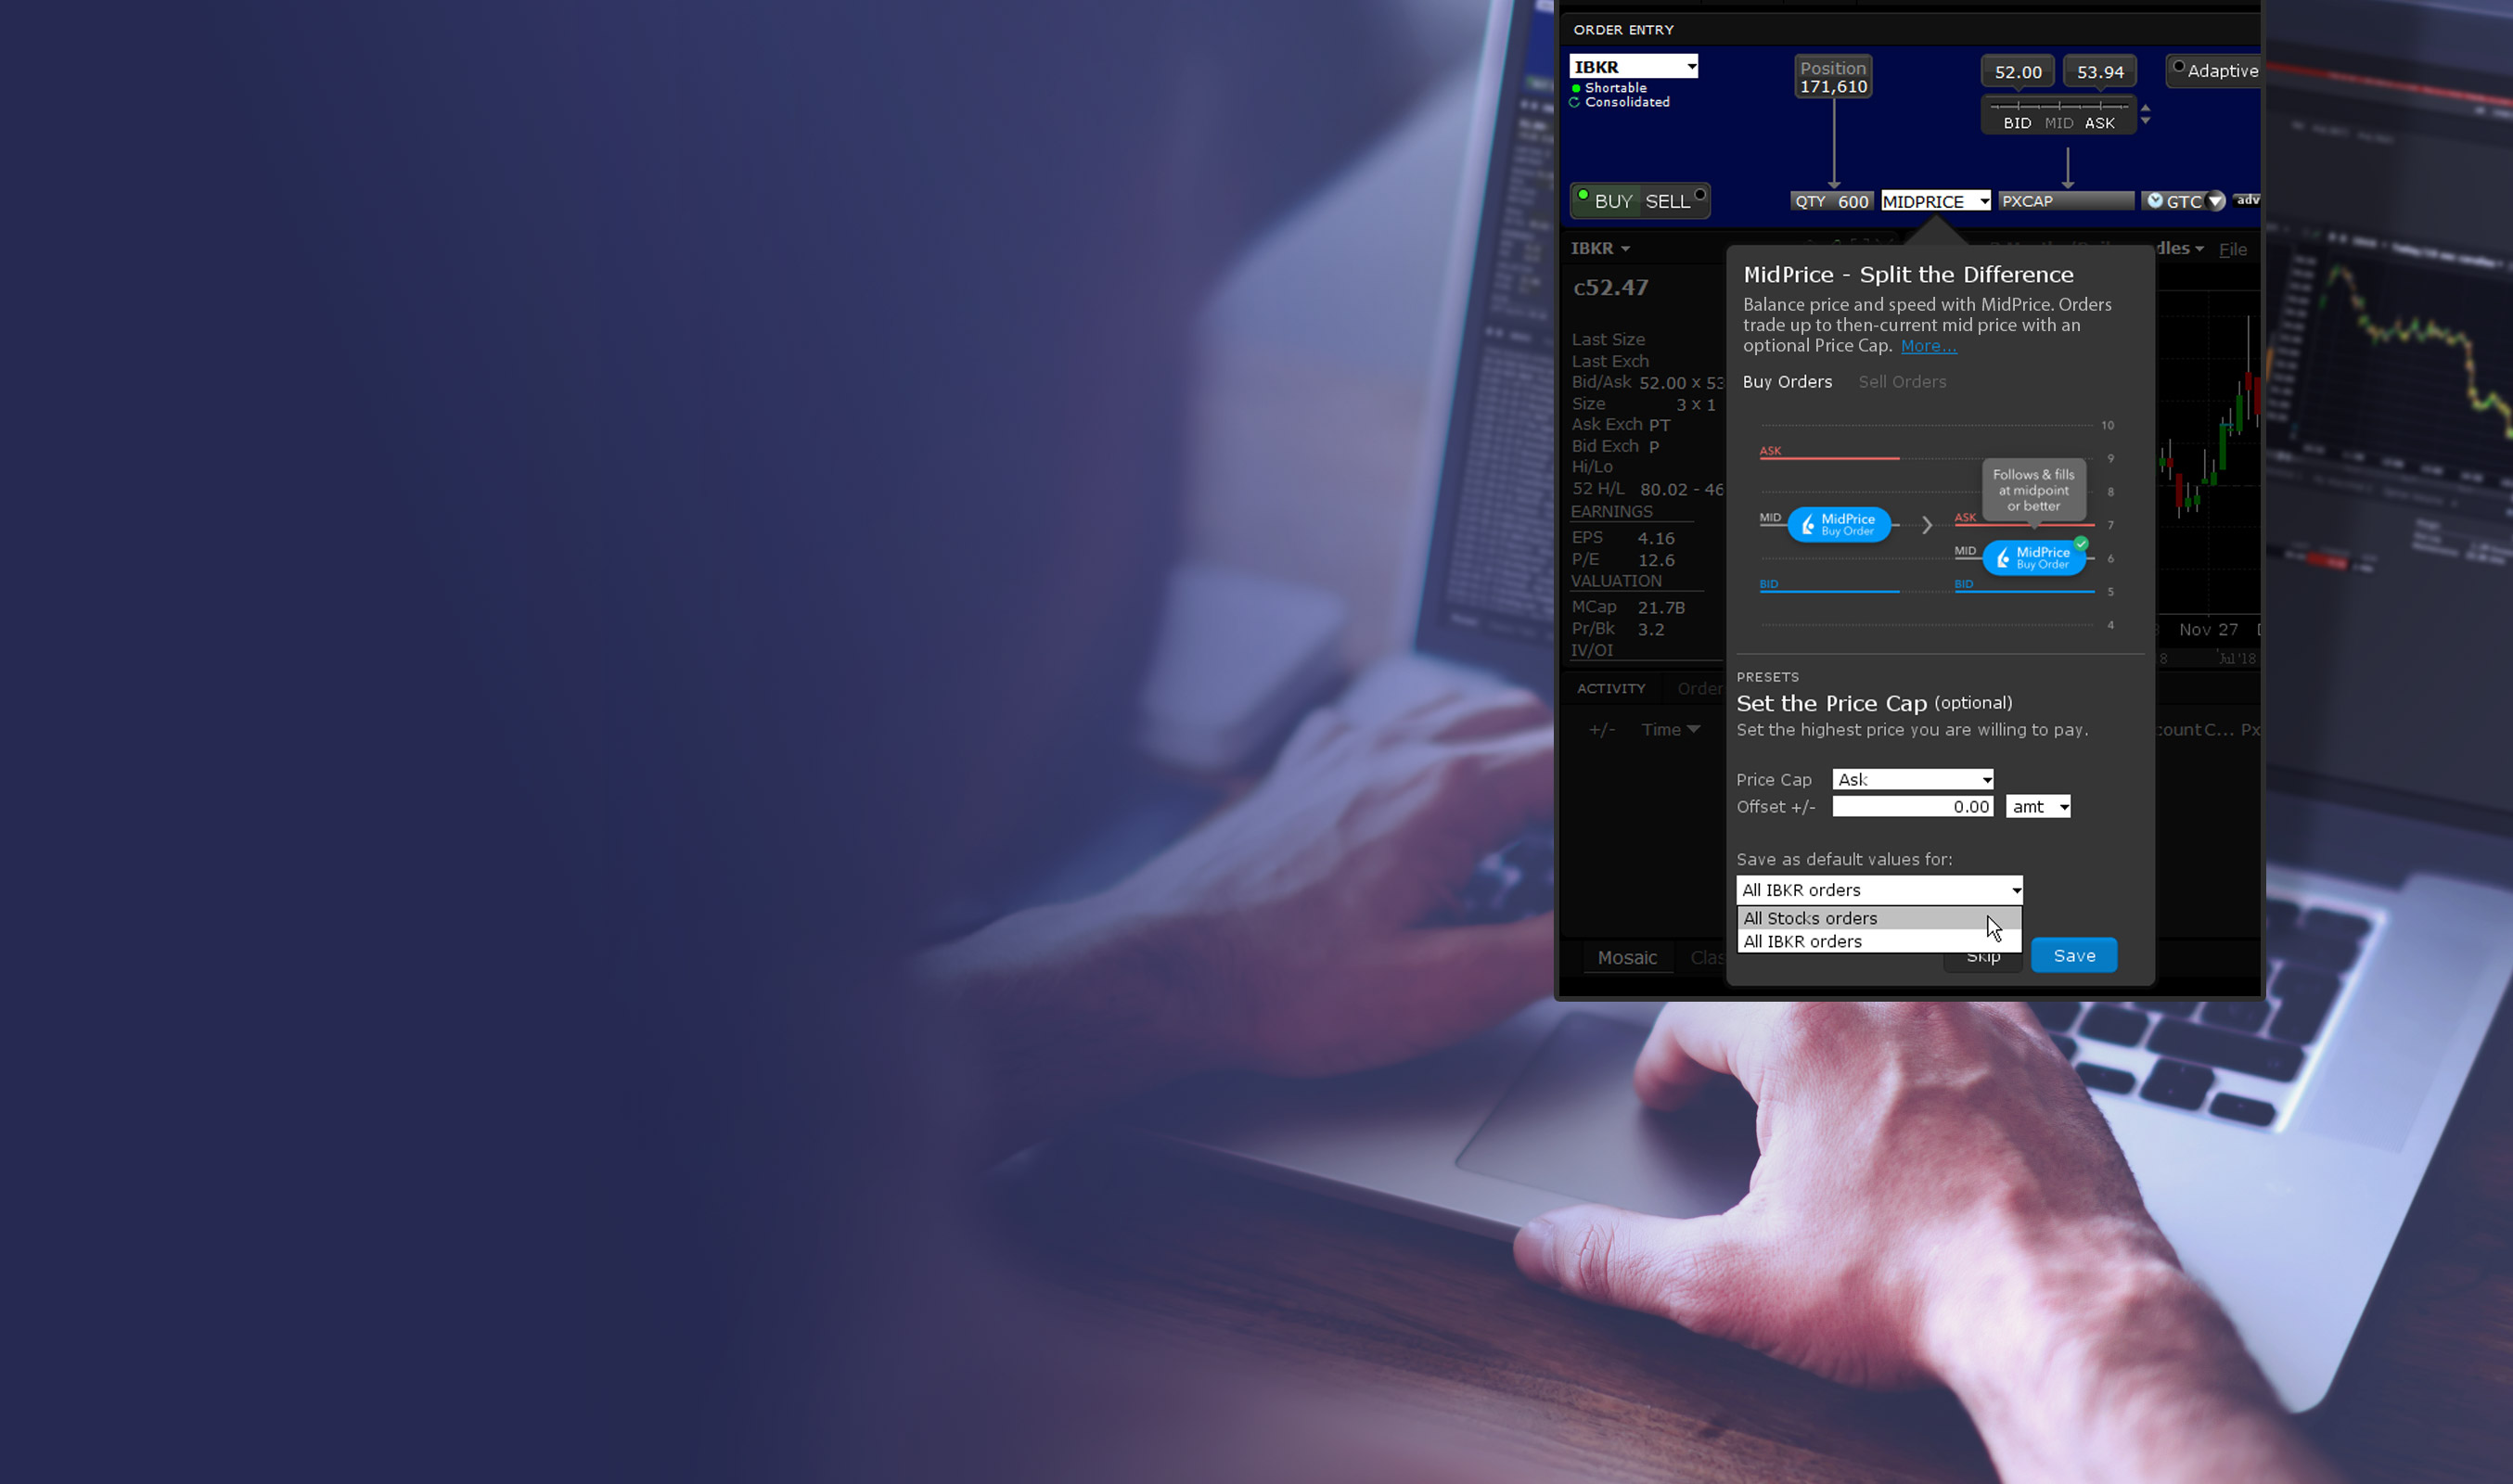 ORDER ENTRY
IBKR
Shortable
Consolidated
Position
171,610
52.00 53.94
Adaptive
BID MID ASK
BUY SELL
QTY 600 MIDPRICE PXCAP GTC adv
IBKR
dles File
c52.47
Last Size
Last Exch
Bid/Ask 52.00 x 53
Size 3 x 1
Ask Exch PT
Bid Exch P
Hi/Lo
52 H/L 80.02 - 46
EARNINGS
EPS 4.16
P/E 12.6
VALUATION
MCap 21.7B
Pr/Bk 3.2
IV/OI
MidPrice - Split the Difference
Balance price and speed with MidPrice. Orders
trade up to then-current mid price with an
optional Price Cap. More...
Buy Orders Sell Orders
10
ASK
9
Follows & fills
at midpoint
or better
8
MID MidPrice
Buy Order
ASK
7
MID MidPrice
Buy Order
6
BID BID
5
4
Nov 27
Jul '18
PRESETS
Set the Price Cap (optional)
Set the highest price you are willing to pay.
Price Cap Ask
Offset +/- 0.00 amt
Save as default values for:
All IBKR orders
All Stocks orders
All IBKR orders
Skip Save
ACTIVITY Order
+/- Time
count C... Px
Mosaic Clas